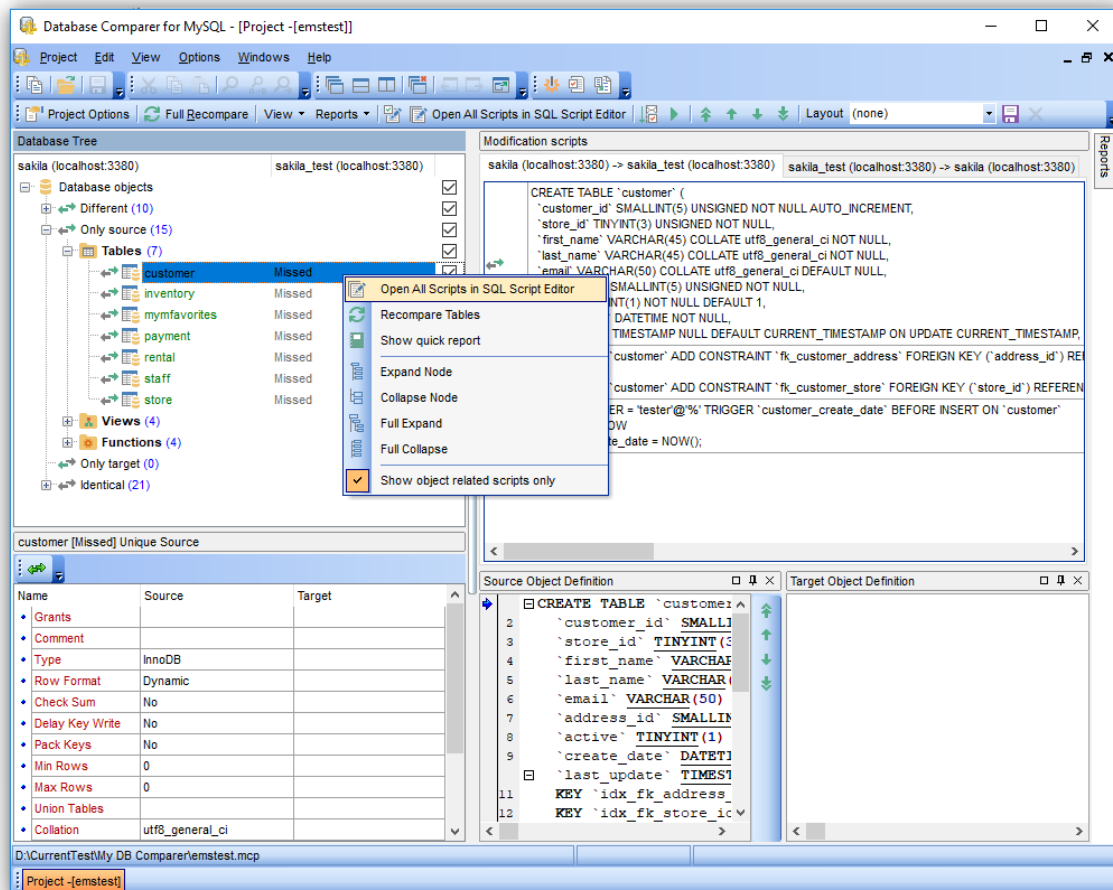 Database Comparer for MySQL - [Project -[emstest]]
Project Edit View Options Windows Help
Project Options Full Recompare View Reports Open All Scripts in SQL Script Editor Layout (none)
Database Tree
sakila (localhost:3380) sakila_test (localhost:3380)
Database objects
Different (10)
Only source (15)
Tables (7)
customer Missed
inventory Missed
mymfavorites Missed
payment Missed
rental Missed
staff Missed
store Missed
Views (4)
Functions (4)
Only target (0)
Identical (21)
Open All Scripts in SQL Script Editor
Recompare Tables
Show quick report
Expand Node
Collapse Node
Full Expand
Full Collapse
Show object related scripts only
Modification scripts
sakila (localhost:3380) -> sakila_test (localhost:3380) sakila_test (localhost:3380) -> sakila (localhost:3380)
Reports
CREATE TABLE `customer` (
`customer_id` SMALLINT(5) UNSIGNED NOT NULL AUTO_INCREMENT,
`store_id` TINYINT(3) UNSIGNED NOT NULL,
`first_name` VARCHAR(45) COLLATE utf8_general_ci NOT NULL,
`last_name` VARCHAR(45) COLLATE utf8_general_ci NOT NULL,
`email` VARCHAR(50) COLLATE utf8_general_ci DEFAULT NULL,
SMALLINT(5) UNSIGNED NOT NULL,
INT(1) NOT NULL DEFAULT 1,
DATETIME NOT NULL,
TIMESTAMP NULL DEFAULT CURRENT_TIMESTAMP ON UPDATE CURRENT_TIMESTAMP,
`customer` ADD CONSTRAINT `fk_customer_address` FOREIGN KEY (`address_id`) REI
`customer` ADD CONSTRAINT `fk_customer_store` FOREIGN KEY (`store_id`) REFEREN
ER = 'tester'@'%' TRIGGER `customer_create_date` BEFORE INSERT ON `customer`
OW
te_date = NOW();
customer [Missed] Unique Source
Name Source Target
Grants
Comment
Type InnoDB
Row Format Dynamic
Check Sum No
Delay Key Write No
Pack Keys No
Min Rows 0
Max Rows 0
Union Tables
Collation utf8_general_ci
Source Object Definition
CREATE TABLE `customer
2 `customer_id` SMALLI
3 `store_id` TINYINT(3
4 `first_name` VARCHAR
5 `last_name` VARCHAR(
6 `email` VARCHAR(50)
7 `address_id` SMALLIN
8 `active` TINYINT(1)
9 `create_date` DATETI
`last_update` TIMEST
11 KEY `idx_fk_address_
12 KEY `idx_fk_store_id
Target Object Definition
D:\CurrentTest\My DB Comparer\emstest.mcp
Project -[emstest]